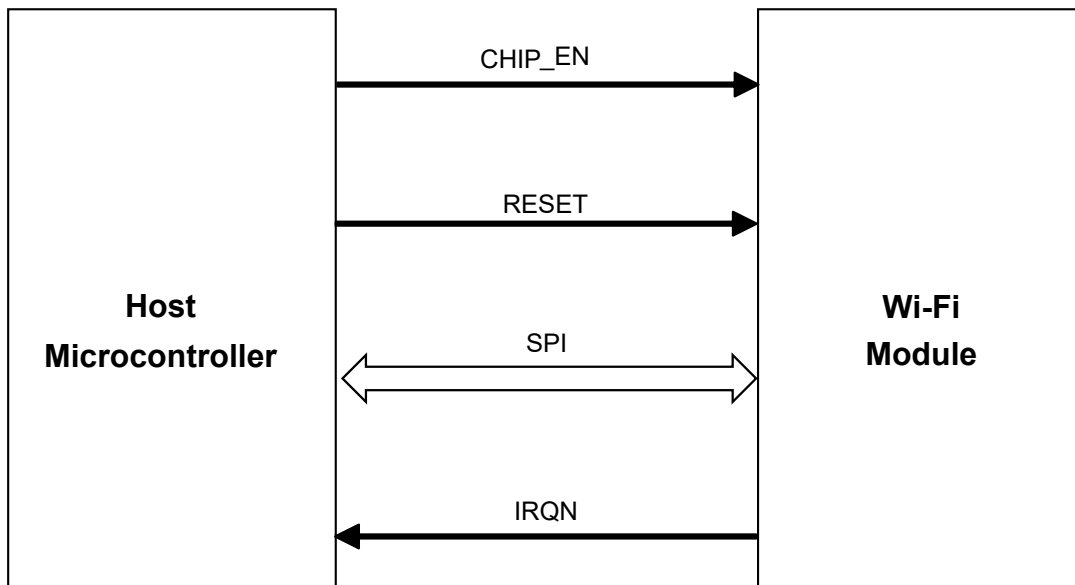 CHIP_EN
RESET
Host
Microcontroller
SPI
Wi-Fi
Module
IRQN